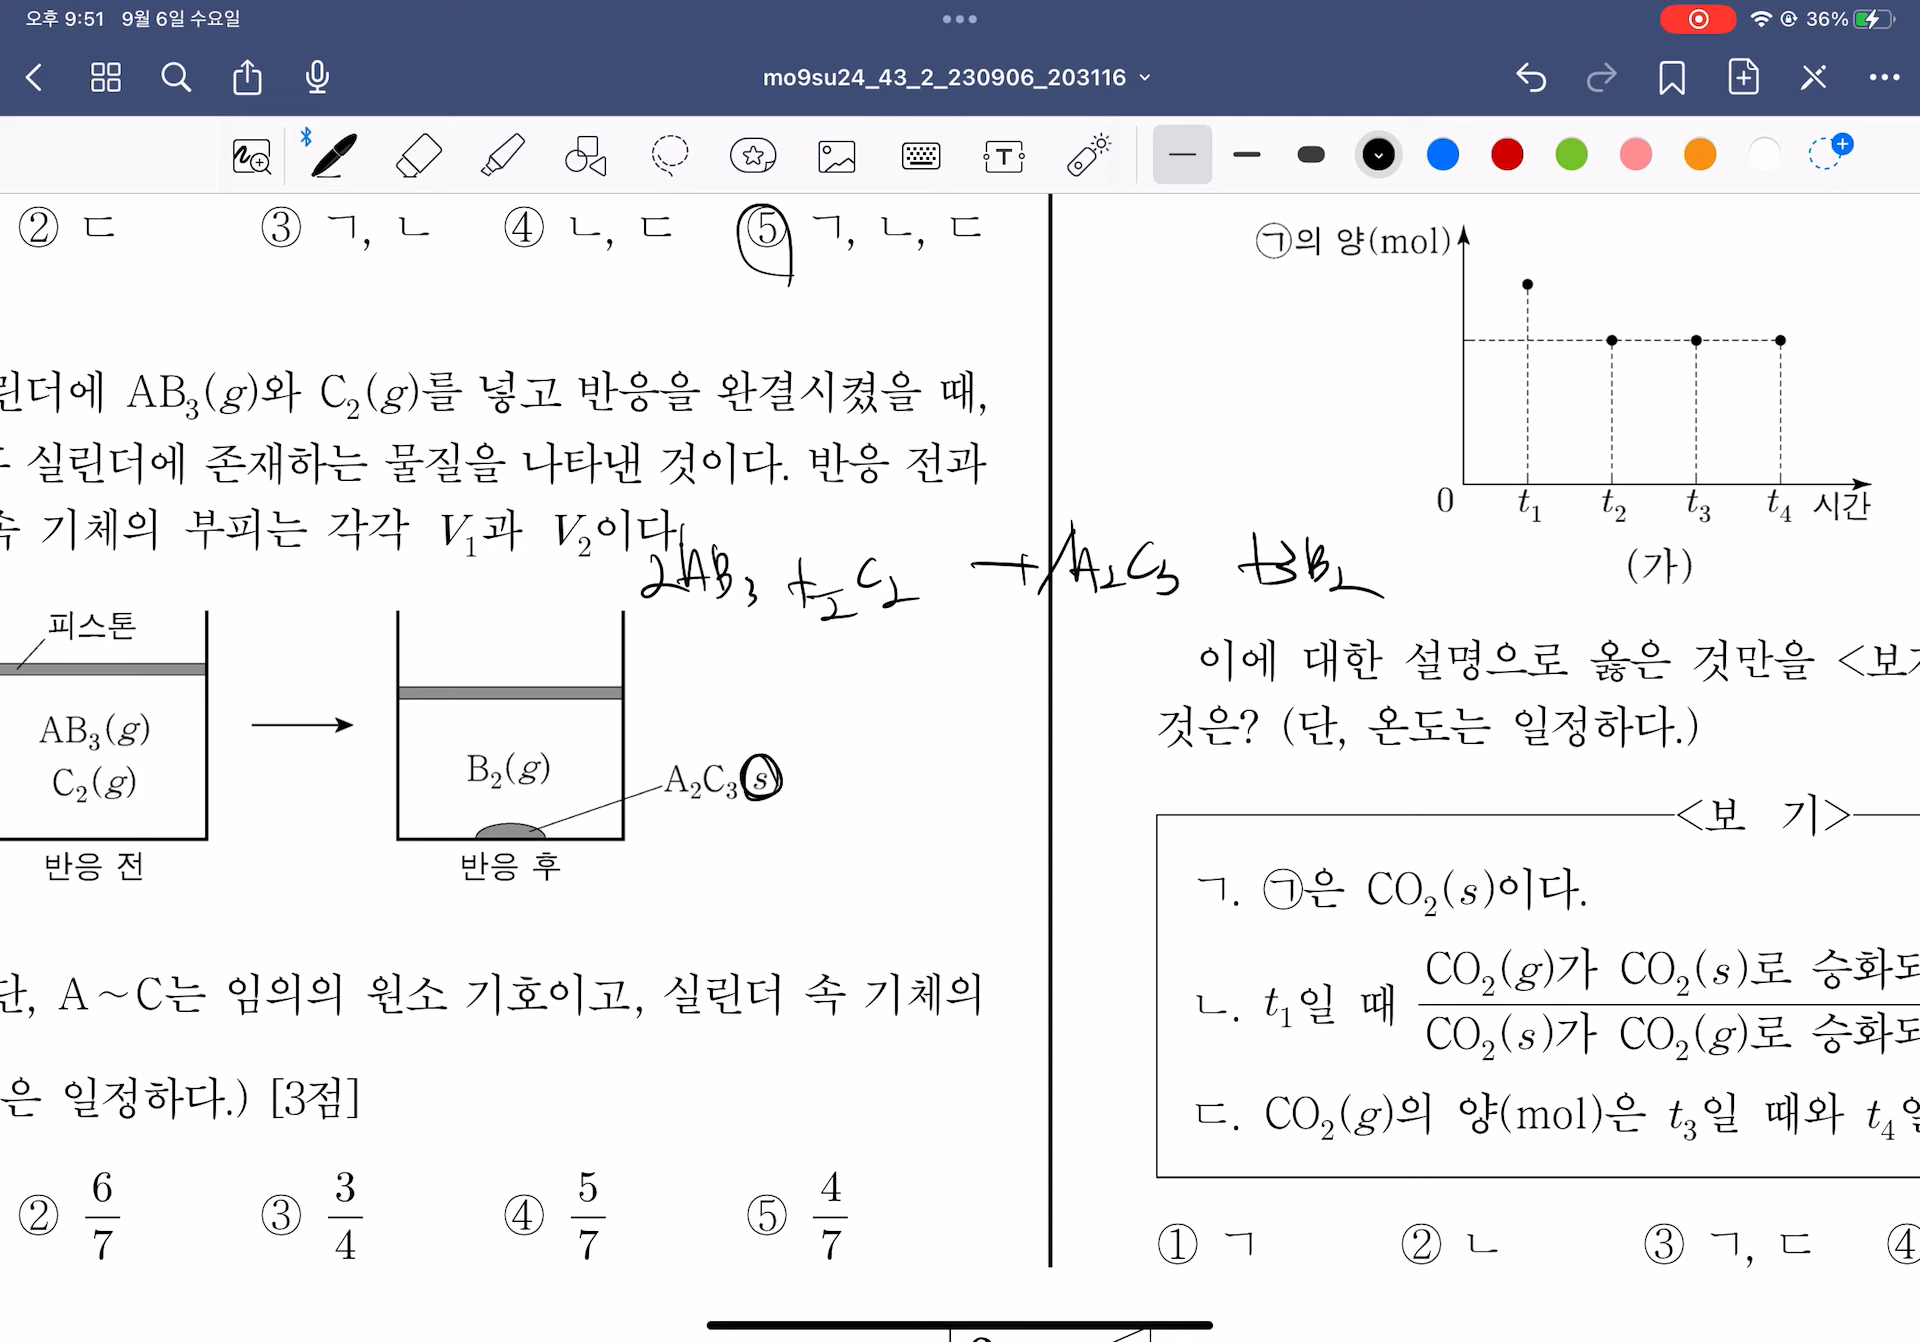 오후 9:51 9월 6일 수요일
36%
mo9su24_43_2_230906_203116
② ㄷ ③ ㄱ, ㄴ ④ ㄴ, ㄷ ⑤ ㄱ, ㄴ, ㄷ
린더에 AB₃(g)와 C₂(g)를 넣고 반응을 완결시켰을 때,
실린더에 존재하는 물질을 나타낸 것이다. 반응 전과
속 기체의 부피는 각각 V₁과 V₂이다.
2AB₃ + C₂ → A₂C₃ +3B₂
피스톤
AB₃(g)
C₂(g)
반응 전
B₂(g)
A₂C₃(s)
반응 후
단, A~C는 임의의 원소 기호이고, 실린더 속 기체의
은 일정하다.) [3점]
② 6/7 ③ 3/4 ④ 5/7 ⑤ 4/7
㉠의 양(mol)
0 t₁ t₂ t₃ t₄ 시간
(가)
이에 대한 설명으로 옳은 것만을 <보기
것은? (단, 온도는 일정하다.)
<보 기>
ㄱ. ㉠은 CO₂(s)이다.
ㄴ. t₁일 때 CO₂(g)가 CO₂(s)로 승화되
CO₂(s)가 CO₂(g)로 승화되
ㄷ. CO₂(g)의 양(mol)은 t₃일 때와 t₄일
① ㄱ ② ㄴ ③ ㄱ, ㄷ ④